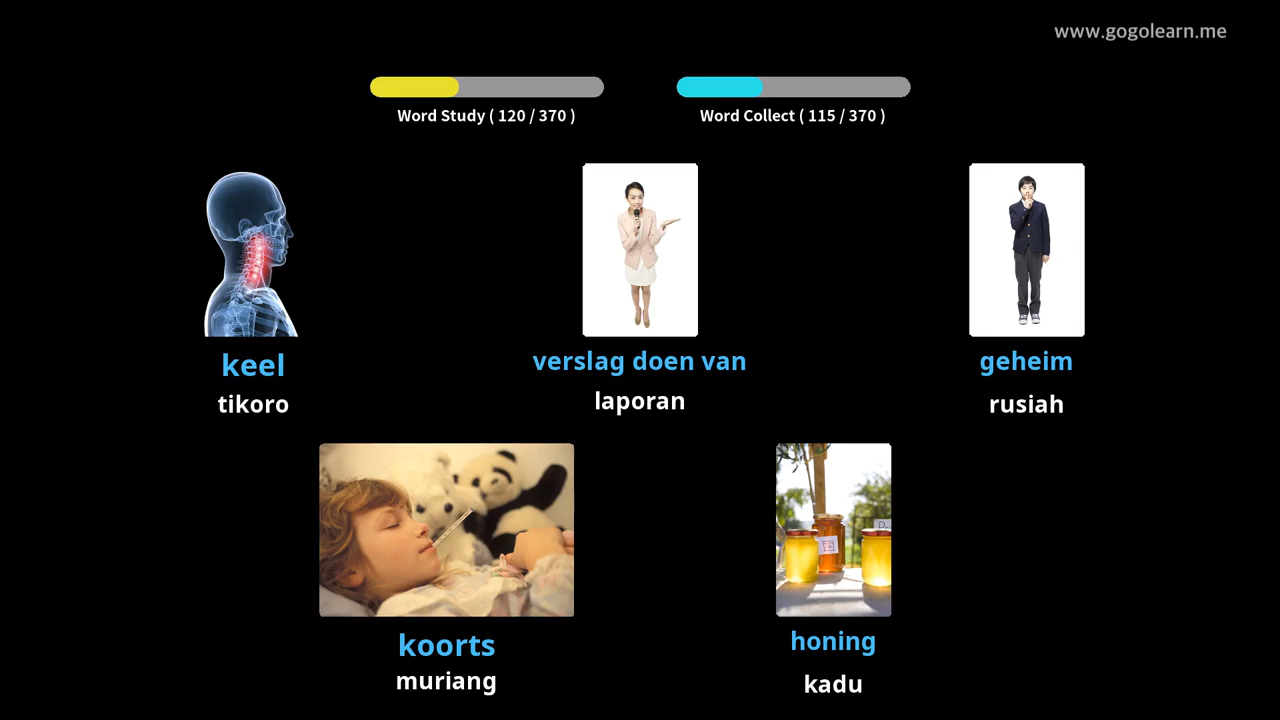 www.gogolearn.me
Word Study ( 120 / 370 )
Word Collect ( 115 / 370 )
keel
tikoro
verslag doen van
laporan
geheim
rusiah
koorts
muriang
honing
kadu